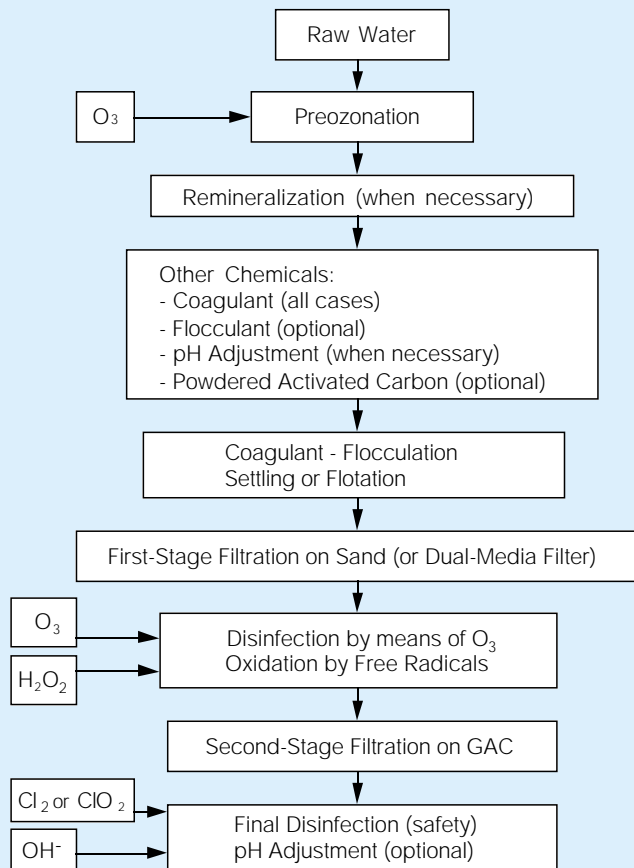 Raw Water
O₃
Preozonation
Remineralization (when necessary)
Other Chemicals:
- Coagulant (all cases)
- Flocculant (optional)
- pH Adjustment (when necessary)
- Powdered Activated Carbon (optional)
Coagulant - Flocculation
Settling or Flotation
First-Stage Filtration on Sand (or Dual-Media Filter)
O₃
H₂O₂
Disinfection by means of O₃
Oxidation by Free Radicals
Second-Stage Filtration on GAC
Cl₂ or ClO₂
OH⁻
Final Disinfection (safety)
pH Adjustment (optional)